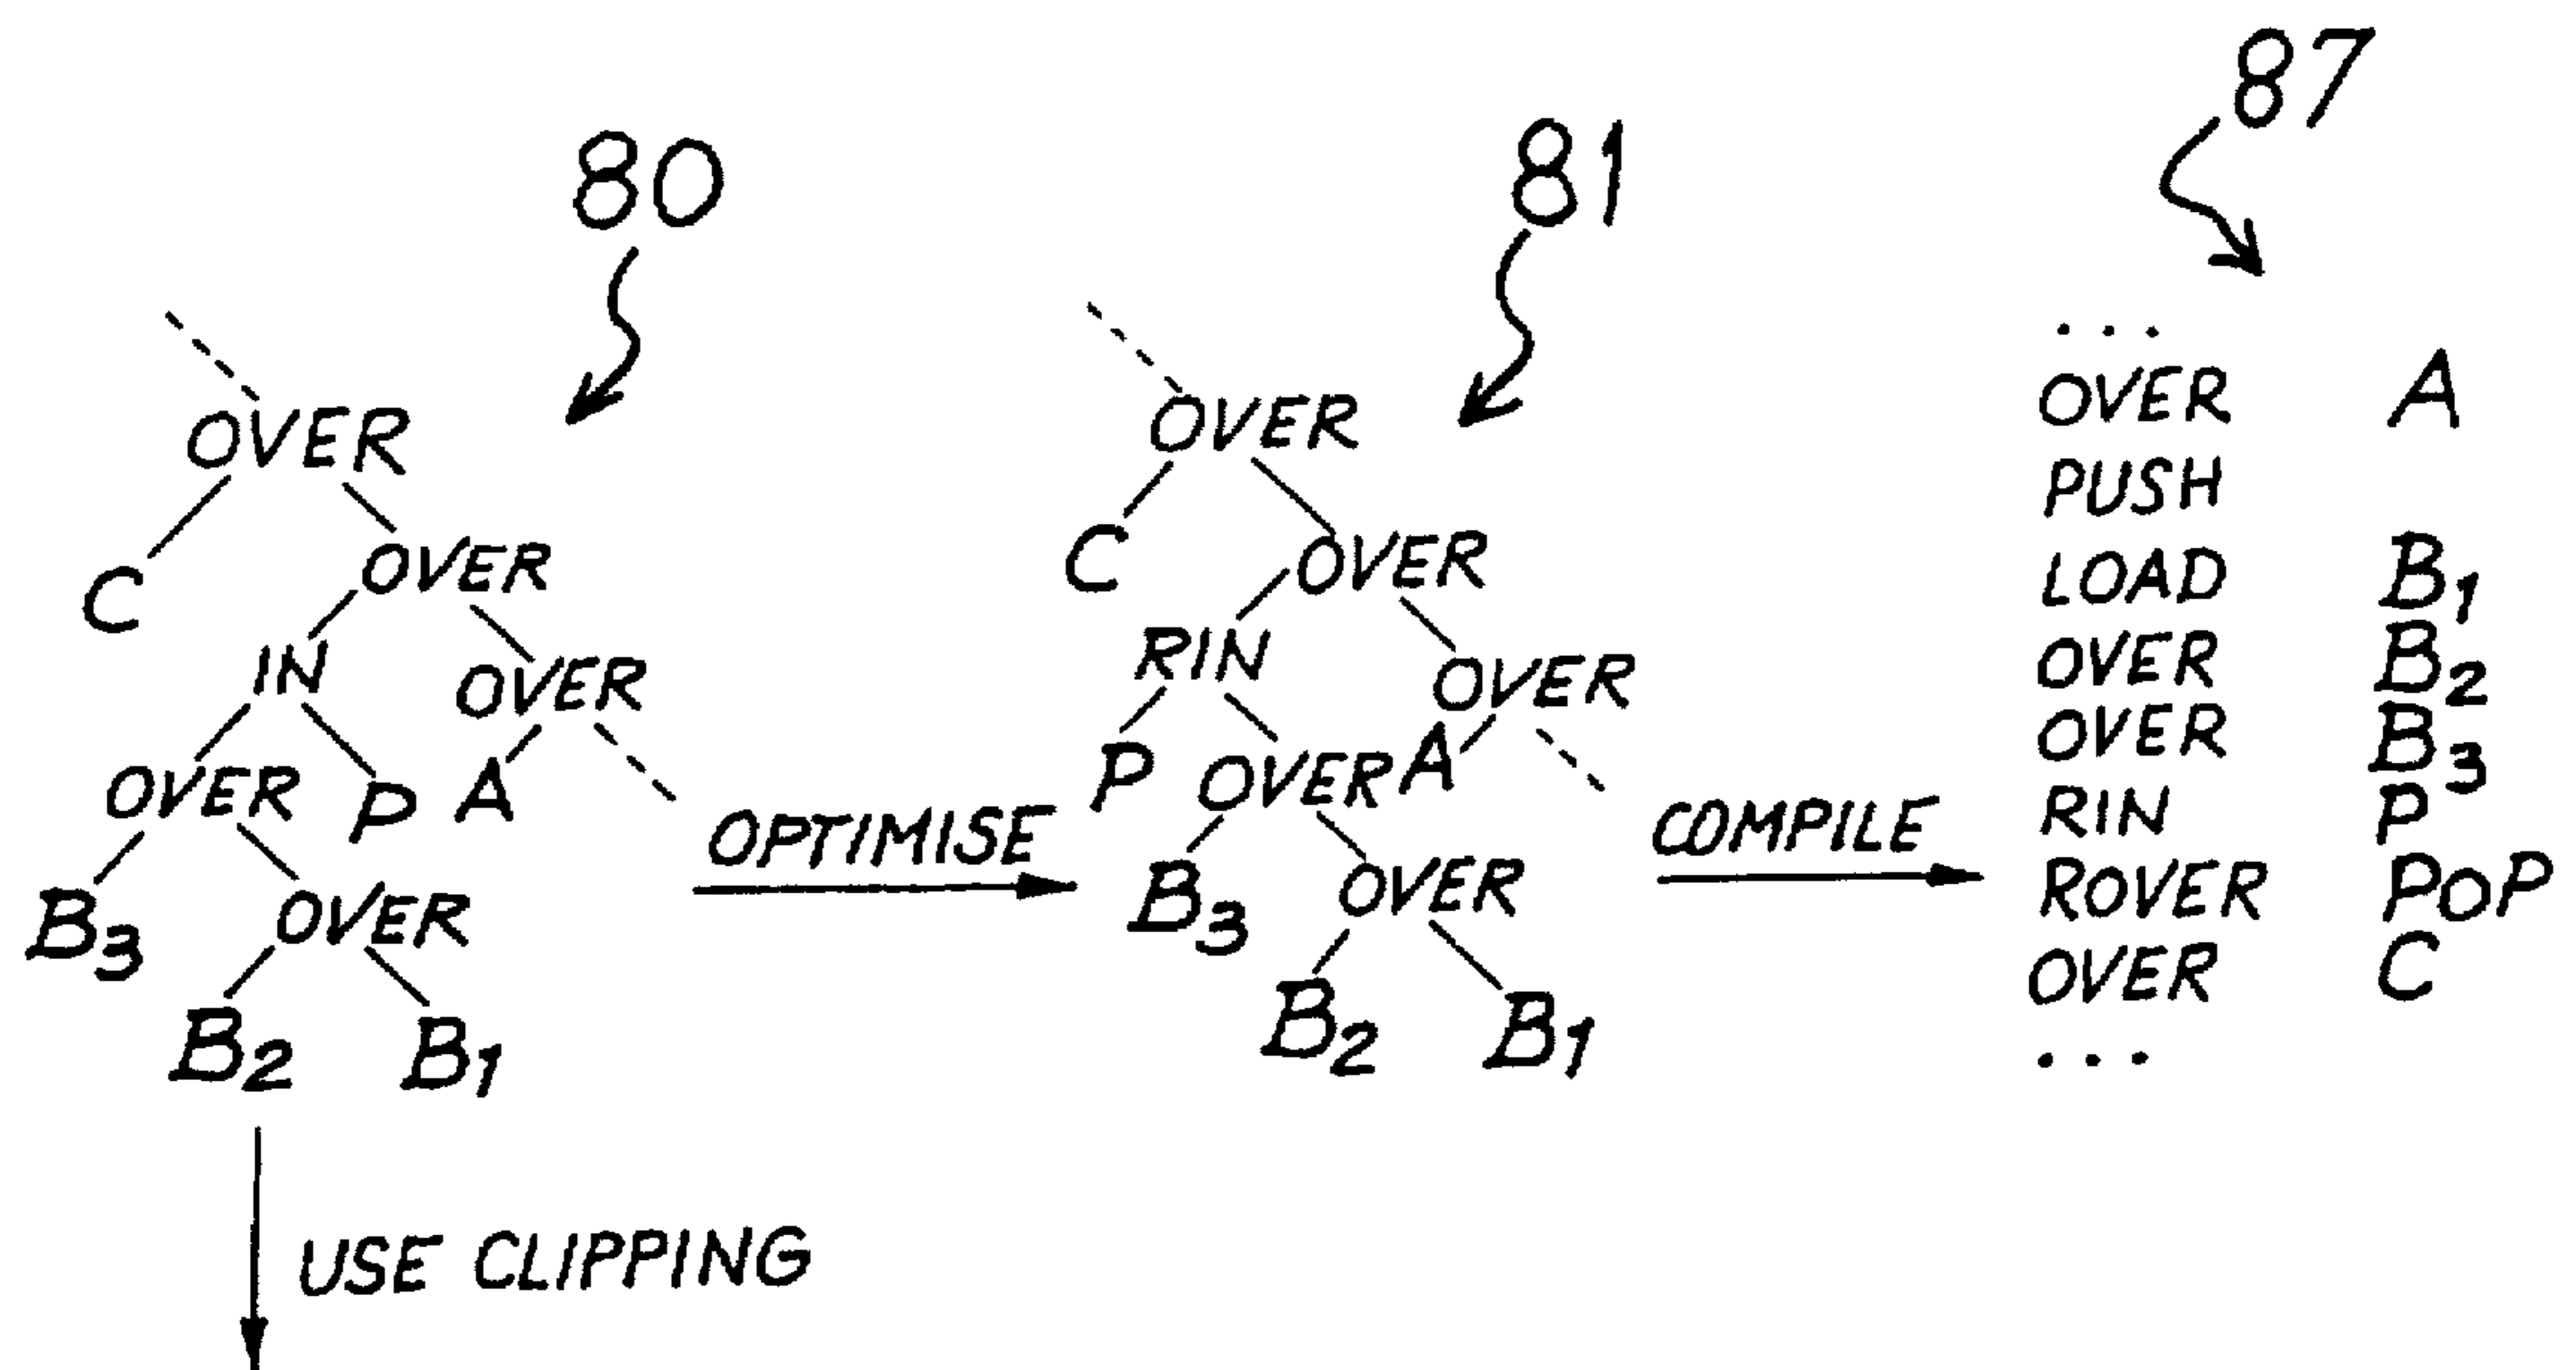 80
81
87
OVER
C
OVER
IN
OVER
OVER
P
A
B3
OVER
B2
B1
OPTIMISE
OVER
C
OVER
RIN
OVER
P
OVER
A
B3
OVER
B2
B1
COMPILE
...
OVER A
PUSH
LOAD B1
OVER B2
OVER B3
RIN P
ROVER POP
OVER C
...
USE CLIPPING